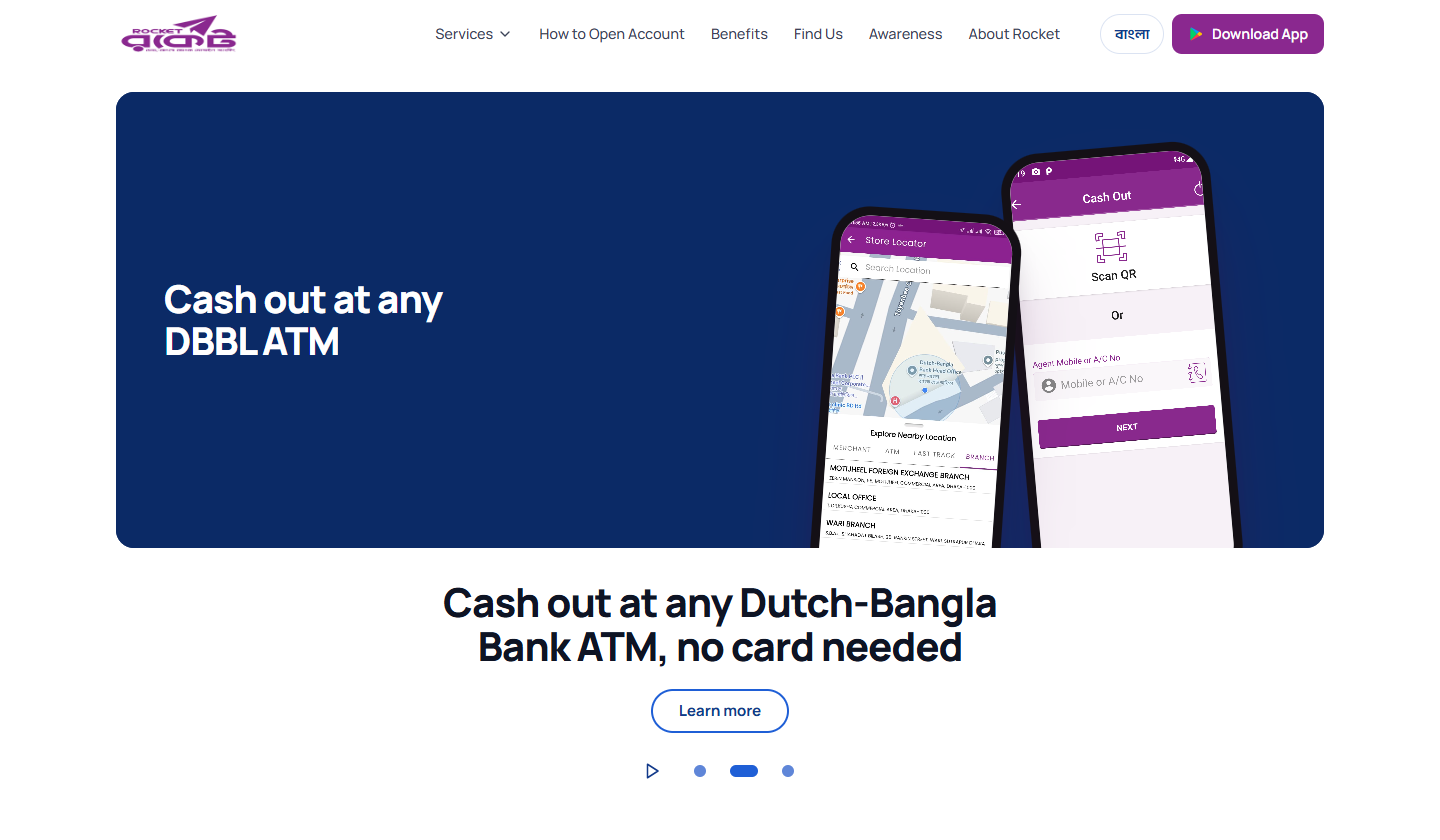 ROCKET
রকেট
Services
How to Open Account
Benefits
Find Us
Awareness
About Rocket
বাংলা
Download App
Cash out at any
DBBL ATM
Store Locator
Search Location
Dutch-Bangla
Bank Head Office
Explore Nearby Location
MERCHANT
ATM
FAST TRACK
BRANCH
MOTIJHEEL FOREIGN EXCHANGE BRANCH
LOCAL OFFICE
WARI BRANCH
Cash Out
Scan QR
Or
Agent Mobile or A/C No
Mobile or A/C No
NEXT
Cash out at any Dutch-Bangla
Bank ATM, no card needed
Learn more